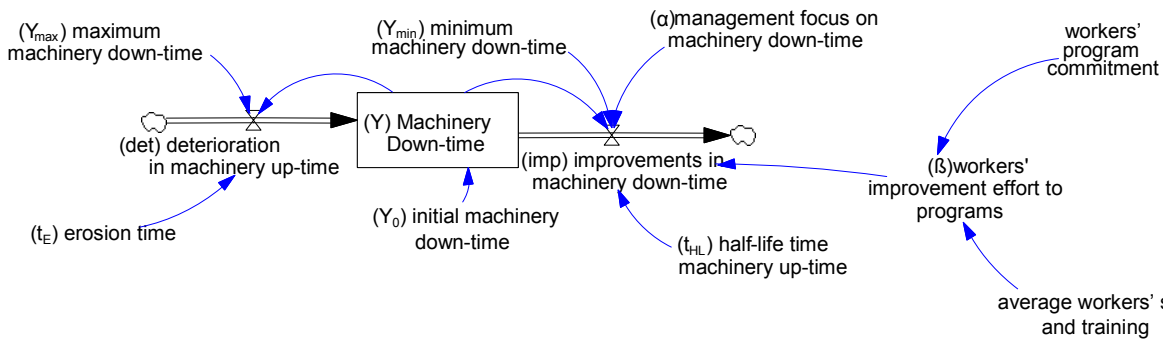 (Ymax) maximum
machinery down-time
(Ymin) minimum
machinery down-time
(α)management focus on
machinery down-time
workers'
program
commitment
(Y) Machinery
Down-time
(det) deterioration
in machinery up-time
(imp) improvements in
machinery down-time
(ß)workers'
improvement effort to
programs
(tE) erosion time
(Y0) initial machinery
down-time
(tHL) half-life time
machinery up-time
average workers'
and training